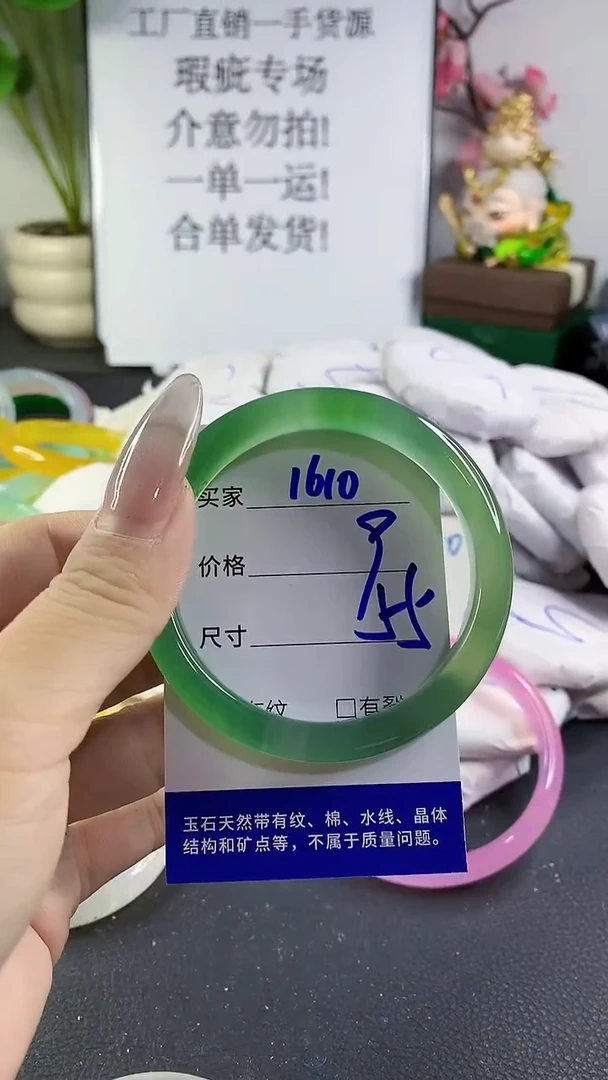 工厂直销一手货源
瑕疵专场
介意勿拍!
一单一运!
合单发货!
买家 1610
价格
尺寸
纹 □有裂
玉石天然带有纹、棉、水线、晶体
结构和矿点等，不属于质量问题。